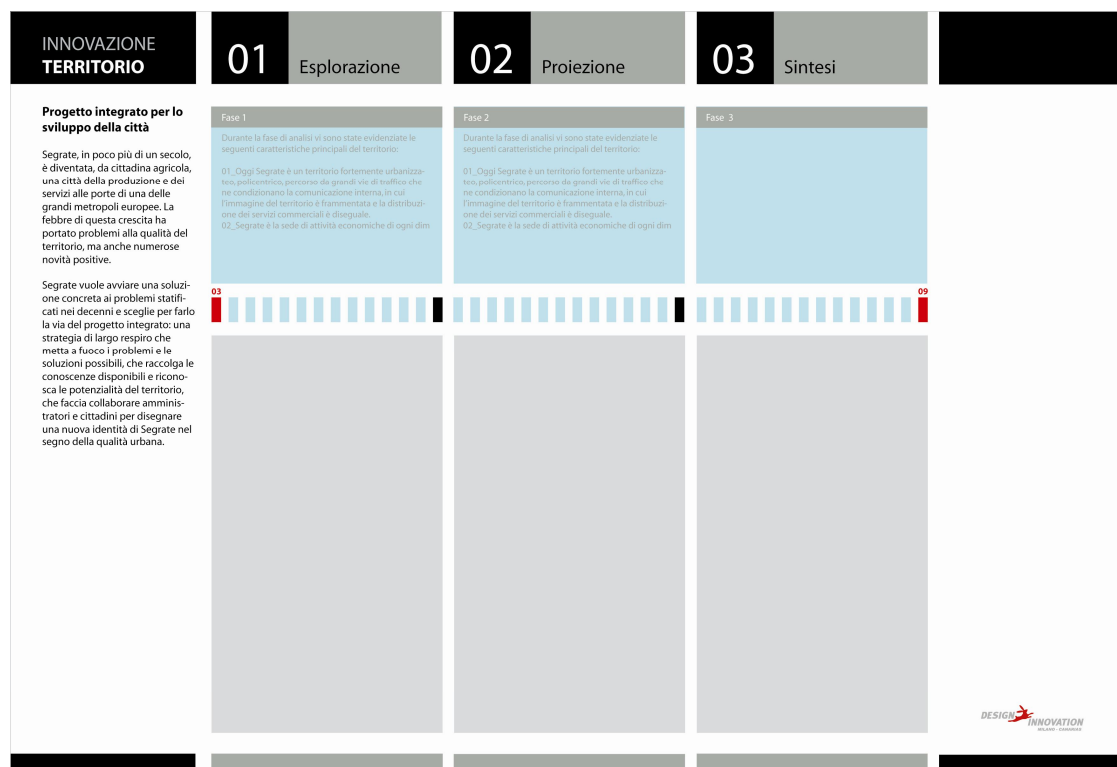 INNOVAZIONE
TERRITORIO
01
Esplorazione
02
Proiezione
03
Sintesi
Progetto integrato per lo
sviluppo della città
Segrate, in poco più di un secolo,
è diventata, da cittadina agricola,
una città della produzione e dei
servizi alle porte di una delle
grandi metropoli europee. La
febbre di questa crescita ha
portato problemi alla qualità del
territorio, ma anche numerose
novità positive.
Segrate vuole avviare una soluzi-
one concreta ai problemi statifi-
cati nei decenni e sceglie per farlo
la via del progetto integrato: una
strategia di largo respiro che
metta a fuoco i problemi e le
soluzioni possibili, che raccolga le
conoscenze disponibili e ricono-
sca le potenzialità del territorio,
che faccia collaborare amminis-
tratori e cittadini per disegnare
una nuova identità di Segrate nel
segno della qualità urbana.
Fase 1
Durante la fase di analisi vi sono state evidenziate le
seguenti caratteristiche principali del territorio:
01_Oggi Segrate è un territorio fortemente urbanizza-
too, policentrico, percorso da grandi vie di traffico che
ne condizionano la comunicazione interna, in cui
l'immagine del territorio è frammentata e la distribuzi-
one dei servizi commerciali è diseguale.
02_Segrate è la sede di attività economiche di ogni dim
Fase 2
Durante la fase di analisi vi sono state evidenziate le
seguenti caratteristiche principali del territorio:
01_Oggi Segrate è un territorio fortemente urbanizza-
too, policentrico, percorso da grandi vie di traffico che
ne condizionano la comunicazione interna, in cui
l'immagine del territorio è frammentata e la distribuzi-
one dei servizi commerciali è diseguale.
02_Segrate è la sede di attività economiche di ogni dim
Fase 3
03
09
DESIGN
INNOVATION
MILANO - CANARIAS